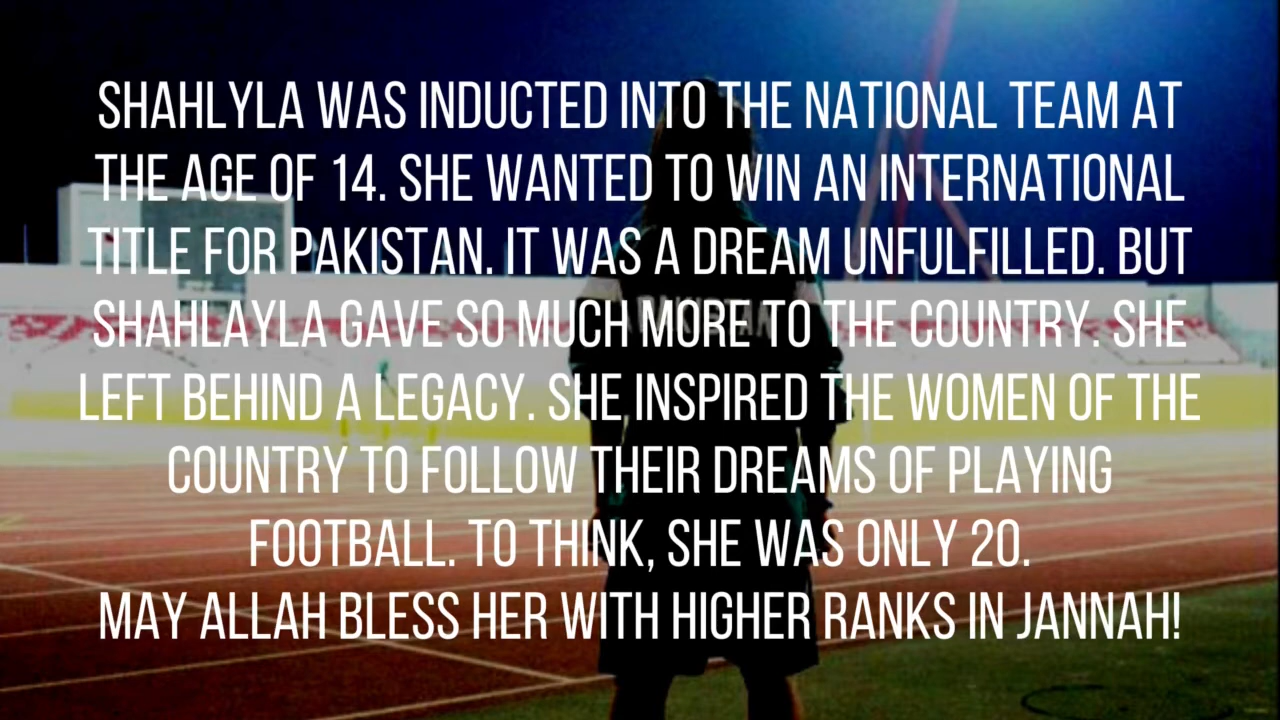 SHAHLYLA WAS INDUCTED INTO THE NATIONAL TEAM AT
THE AGE OF 14. SHE WANTED TO WIN AN INTERNATIONAL
TITLE FOR PAKISTAN. IT WAS A DREAM UNFULFILLED. BUT
SHAHLAYLA GAVE SO MUCH MORE TO THE COUNTRY. SHE
LEFT BEHIND A LEGACY. SHE INSPIRED THE WOMEN OF THE
COUNTRY TO FOLLOW THEIR DREAMS OF PLAYING
FOOTBALL. TO THINK, SHE WAS ONLY 20.
MAY ALLAH BLESS HER WITH HIGHER RANKS IN JANNAH!